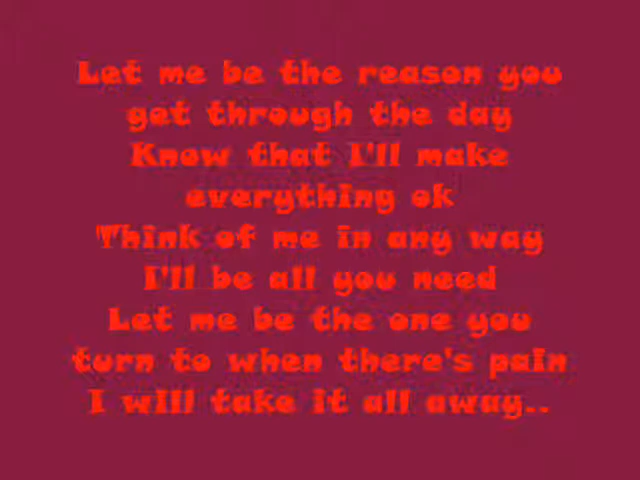 Let me be the reason you
get through the day
Know that I'll make
everything ok
Think of me in any way
I'll be all you need
Let me be the one you
turn to when there's pain
I will take it all away..